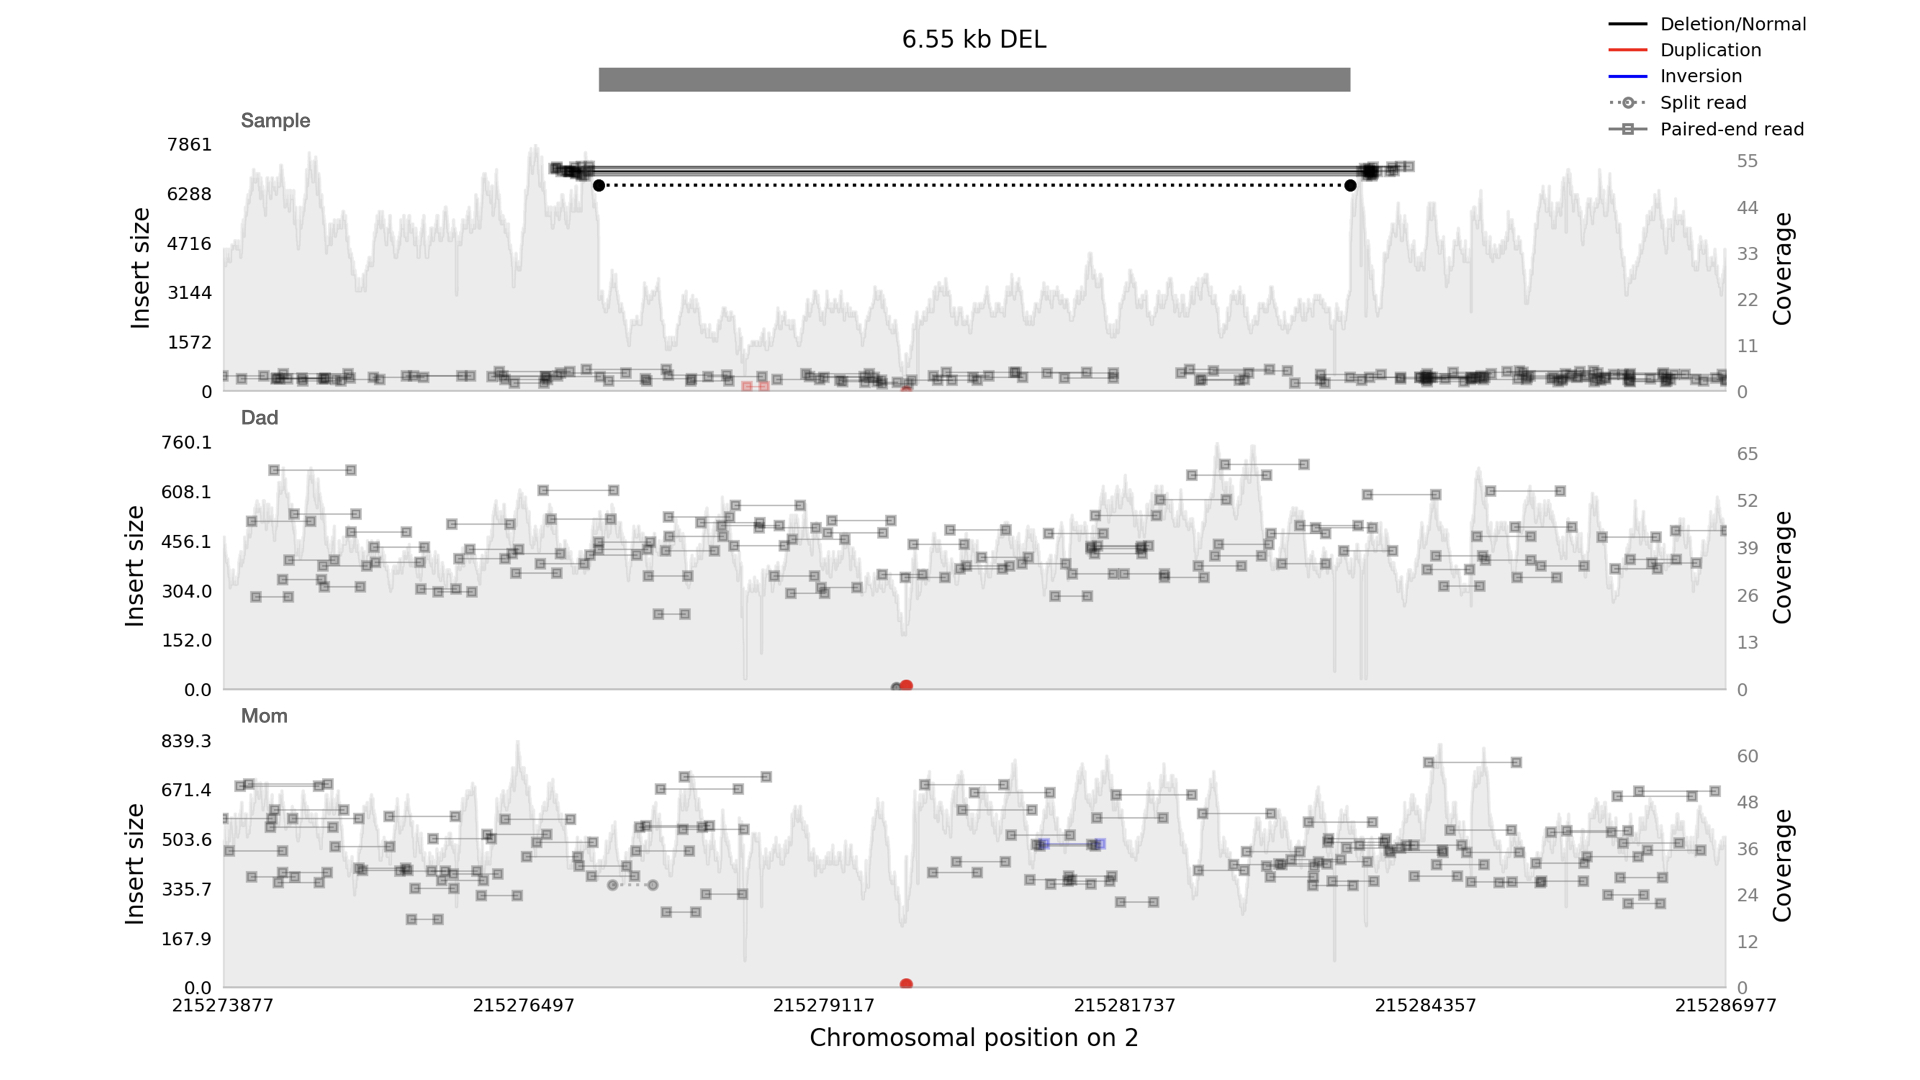 6.55 kb DEL
Deletion/Normal
Duplication
Inversion
Split read
Paired-end read
Sample
7861
6288
4716
3144
1572
0
Insert size
55
44
33
22
11
0
Coverage
Dad
760.1
608.1
456.1
304.0
152.0
0.0
Insert size
65
52
39
26
13
0
Coverage
Mom
839.3
671.4
503.6
335.7
167.9
0.0
Insert size
60
48
36
24
12
0
Coverage
215273877 215276497 215279117 215281737 215284357 215286977
Chromosomal position on 2